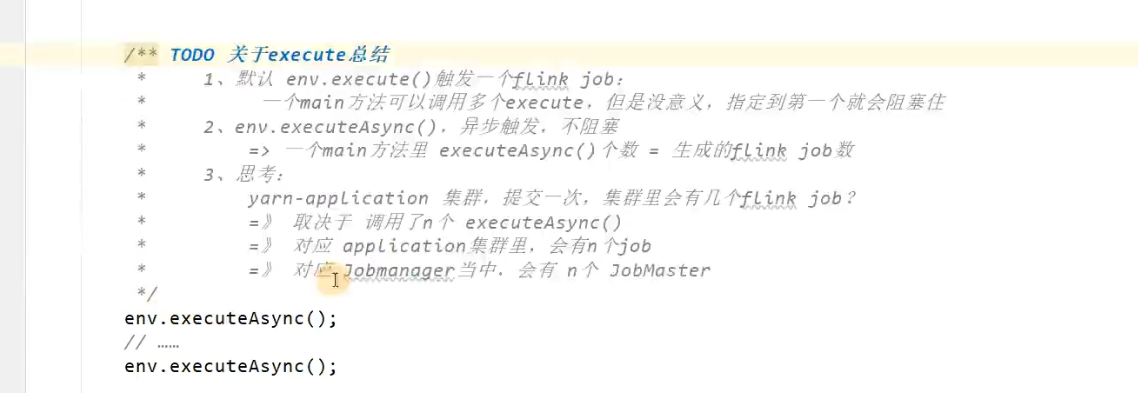 /** TODO 关于execute总结
* 1、默认 env.execute()触发一个flink job：
* 一个main方法可以调用多个execute，但是没意义，指定到第一个就会阻塞住
* 2、env.executeAsync()，异步触发，不阻塞
* => 一个main方法里 executeAsync()个数 = 生成的flink job数
* 3、思考：
* yarn-application 集群，提交一次，集群里会有几个flink job？
* =》 取决于 调用了n个 executeAsync()
* =》 对应 application集群里，会有n个job
* =》 对应 Jobmanager当中，会有 n个 JobMaster
*/
env.executeAsync();
// ……
env.executeAsync();